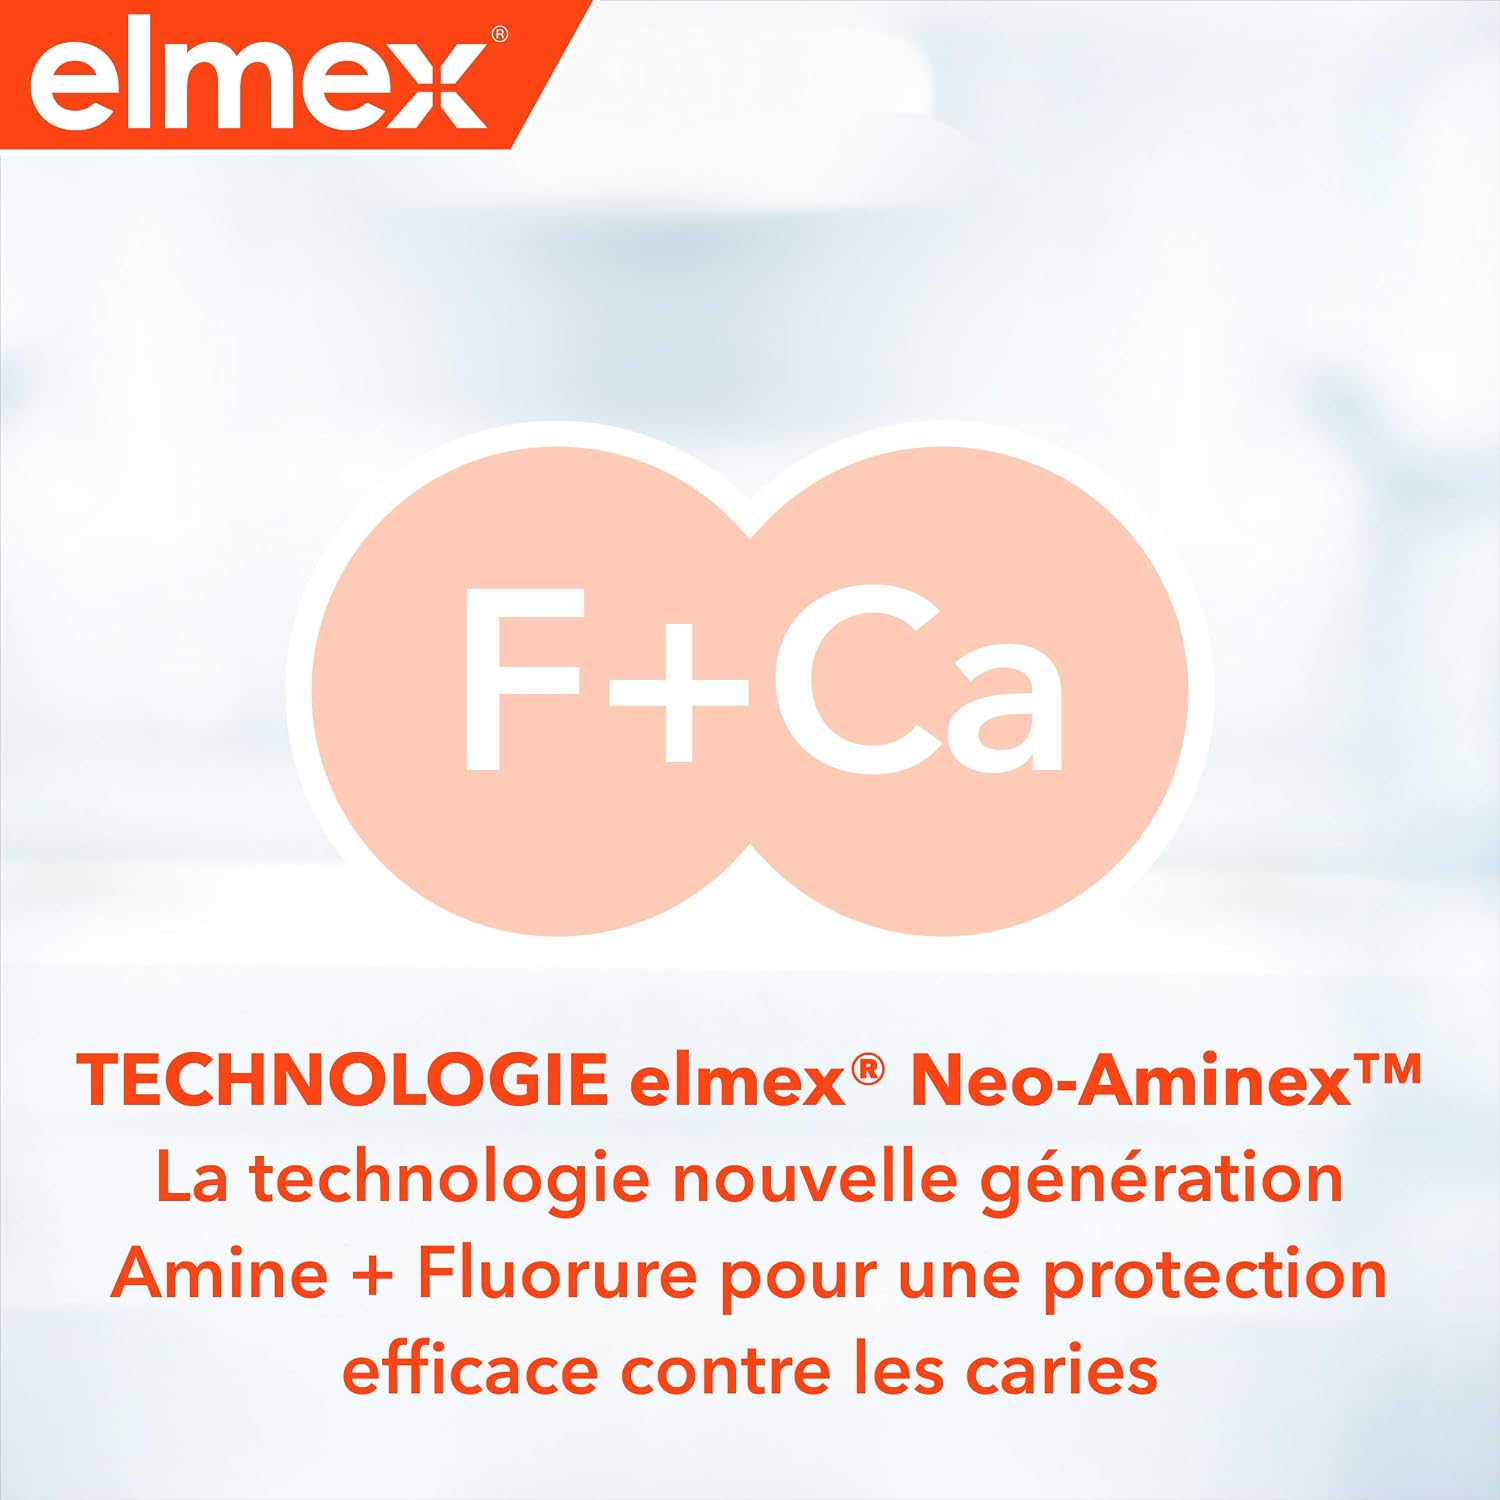 elmex®
F+Ca
TECHNOLOGIE elmex® Neo-Aminex™
La technologie nouvelle génération
Amine + Fluorure pour une protection
efficace contre les caries